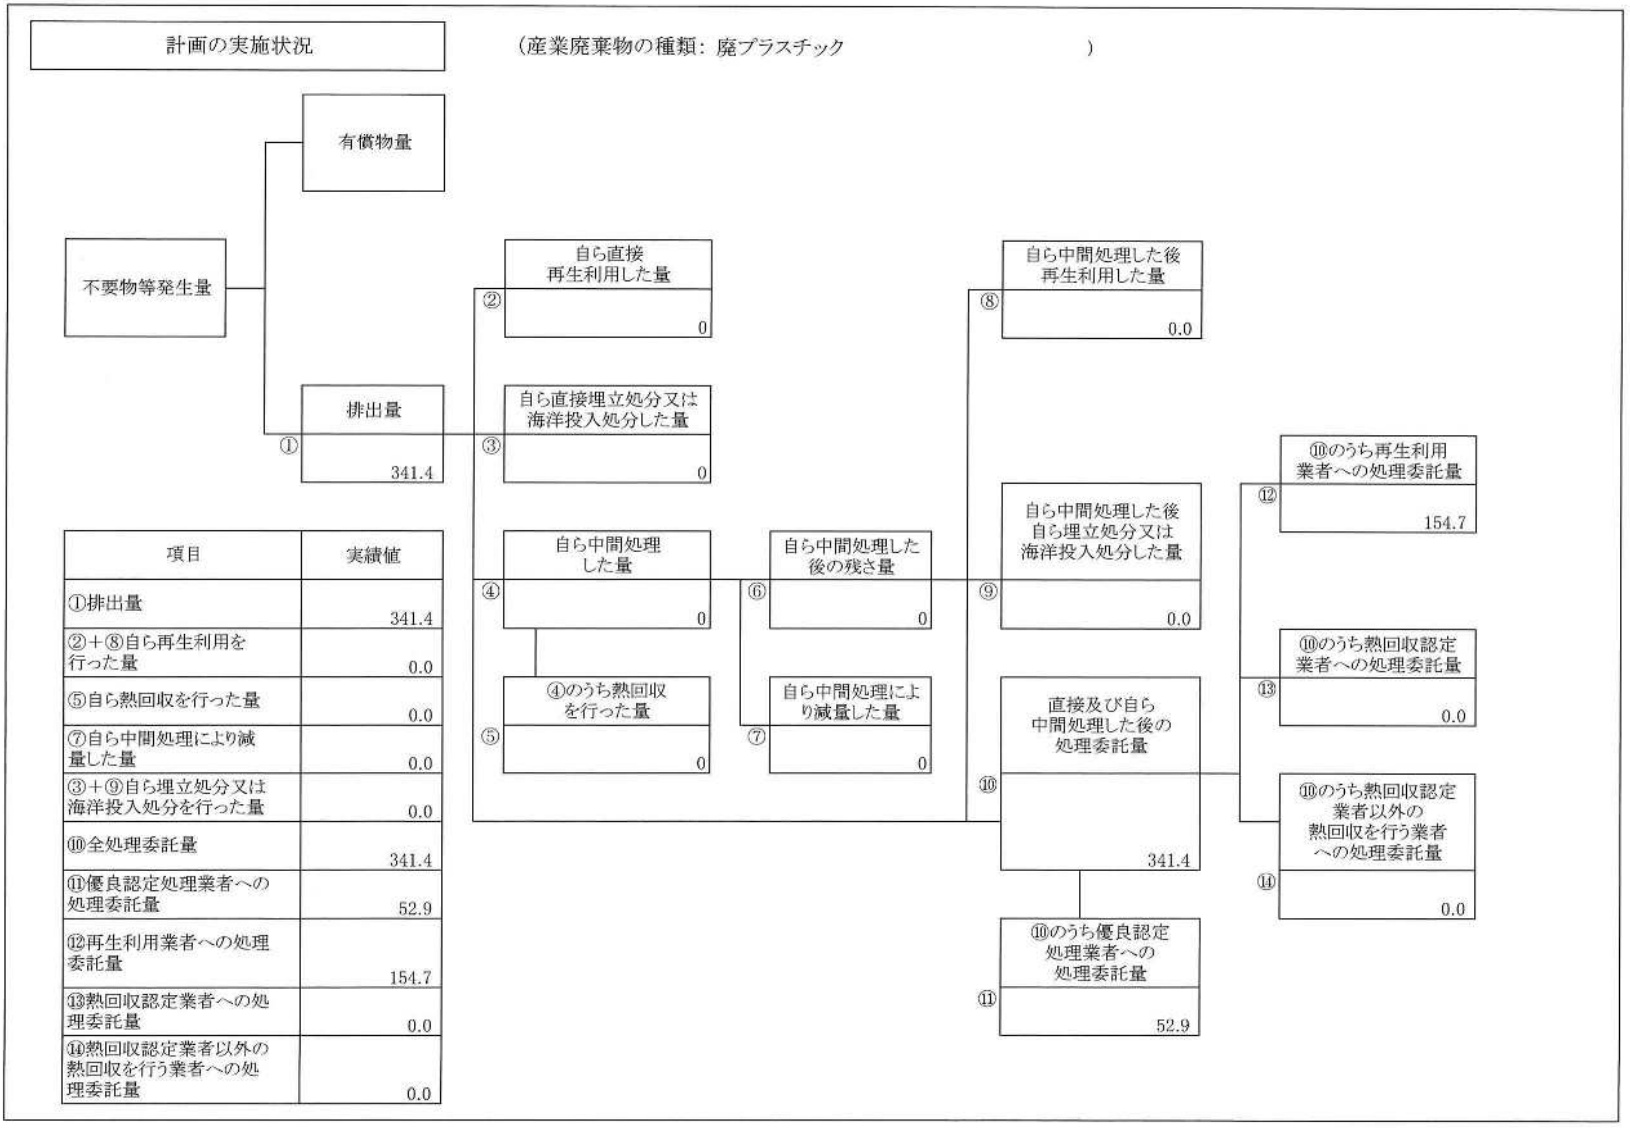 計画の実施状況
(産業廃棄物の種類：廃プラスチック )
有償物量
不要物等発生量
排出量
①
341.4
自ら直接
再生利用した量
②
0
自ら直接埋立処分又は
海洋投入処分した量
③
0
自ら中間処理
した量
④
0
④のうち熱回収
を行った量
⑤
0
自ら中間処理した
後の残さ量
⑥
0
自ら中間処理によ
り減量した量
⑦
0
自ら中間処理した後
再生利用した量
⑧
0.0
自ら中間処理した後
自ら埋立処分又は
海洋投入処分した量
⑨
0.0
直接及び自ら
中間処理した後の
処理委託量
⑩
341.4
⑩のうち優良認定
処理業者への
処理委託量
⑪
52.9
⑩のうち再生利用
業者への処理委託量
⑫
154.7
⑩のうち熱回収認定
業者への処理委託量
⑬
0.0
⑩のうち熱回収認定
業者以外の
熱回収を行う業者
への処理委託量
⑭
0.0
項目 実績値
①排出量
341.4
②＋⑧自ら再生利用を
行った量
0.0
⑤自ら熱回収を行った量
0.0
⑦自ら中間処理により減
量した量
0.0
③＋⑨自ら埋立処分又は
海洋投入処分を行った量
0.0
⑩全処理委託量
341.4
⑪優良認定処理業者への
処理委託量
52.9
⑫再生利用業者への処理
委託量
154.7
⑬熱回収認定業者への処
理委託量
0.0
⑭熱回収認定業者以外の
熱回収を行う業者への処
理委託量
0.0